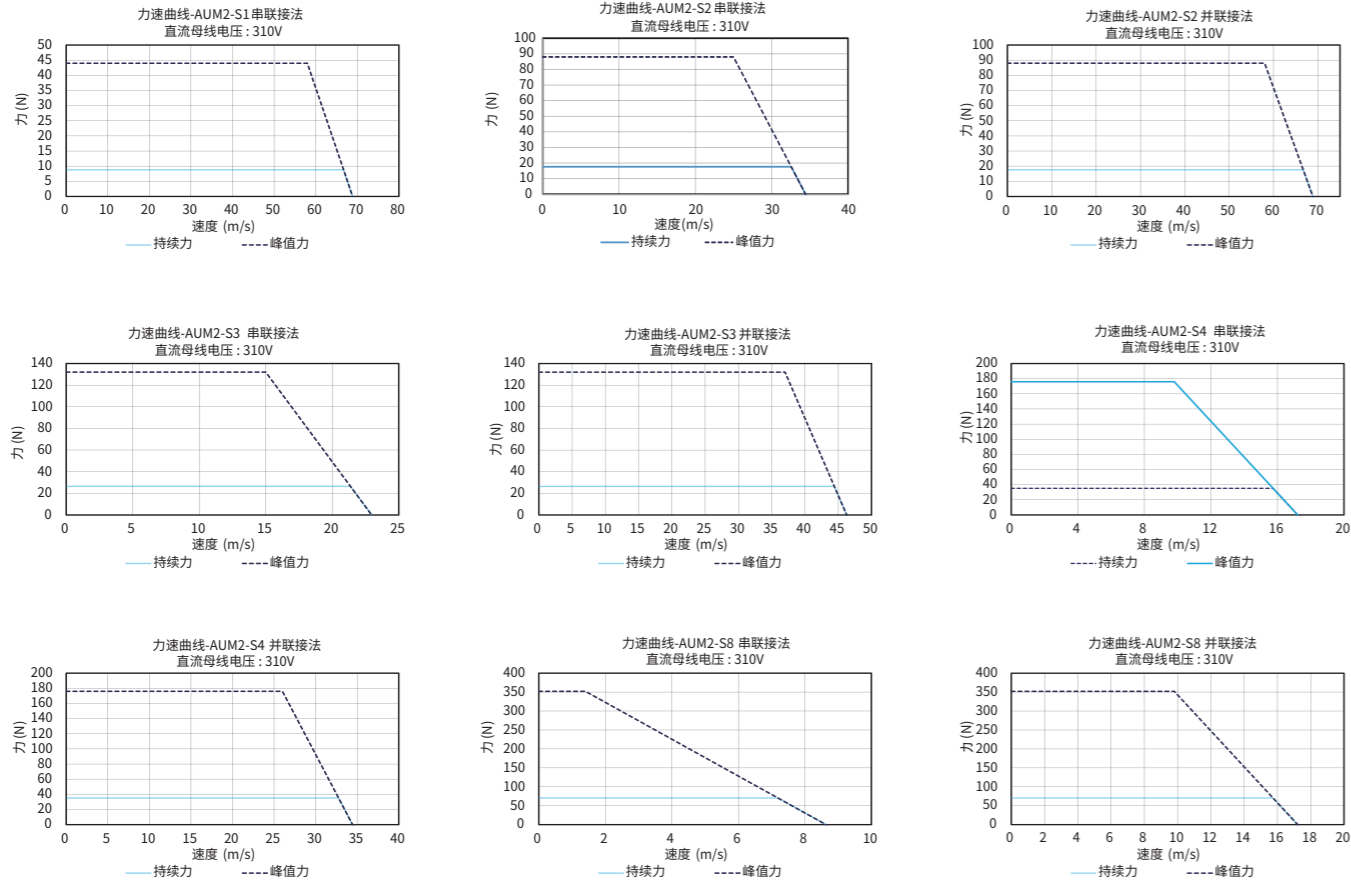 力速曲线-AUM2-S1串联接法
直流母线电压 : 310V
50
45
40
35
30
25
20
15
10
5
0
力 (N)
0 10 20 30 40 50 60 70 80
速度 (m/s)
持续力 峰值力
力速曲线-AUM2-S2 串联接法
直流母线电压 : 310V
100
90
80
70
60
50
40
30
20
10
0
力 (N)
0 10 20 30 40
速度(m/s)
持续力 峰值力
力速曲线-AUM2-S2 并联接法
直流母线电压 : 310V
100
90
80
70
60
50
40
30
20
10
0
力 (N)
0 10 20 30 40 50 60 70
速度 (m/s)
持续力 峰值力
力速曲线-AUM2-S3 串联接法
直流母线电压 : 310V
140
120
100
80
60
40
20
0
力 (N)
0 5 10 15 20 25
速度 (m/s)
持续力 峰值力
力速曲线-AUM2-S3 并联接法
直流母线电压 : 310V
140
120
100
80
60
40
20
0
力 (N)
0 5 10 15 20 25 30 35 40 45 50
速度 (m/s)
持续力 峰值力
力速曲线-AUM2-S4 串联接法
直流母线电压 : 310V
200
180
160
140
120
100
80
60
40
20
0
力 (N)
0 4 8 12 16 20
速度 (m/s)
持续力 峰值力
力速曲线-AUM2-S4 并联接法
直流母线电压 : 310V
200
180
160
140
120
100
80
60
40
20
0
力 (N)
0 5 10 15 20 25 30 35 40
速度 (m/s)
持续力 峰值力
力速曲线-AUM2-S8 串联接法
直流母线电压 : 310V
400
350
300
250
200
150
100
50
0
力 (N)
0 2 4 6 8 10
速度 (m/s)
持续力 峰值力
力速曲线-AUM2-S8 并联接法
直流母线电压 : 310V
400
350
300
250
200
150
100
50
0
力 (N)
0 2 4 6 8 10 12 14 16 18 20
速度 (m/s)
持续力 峰值力